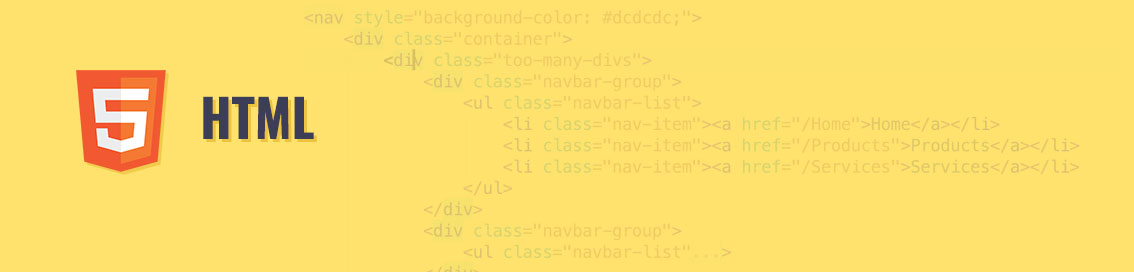 <nav style="background-color: #dcdcdc;">
<div class="container">
<div class="too-many-divs">
<div class="navbar-group">
<ul class="navbar-list">
<li class="nav-item"><a href="/Home">Home</a></li>
<li class="nav-item"><a href="/Products">Products</a></li>
<li class="nav-item"><a href="/Services">Services</a></li>
</ul>
</div>
<div class="navbar-group">
<ul class="navbar-list"...>
</div>
5
HTML